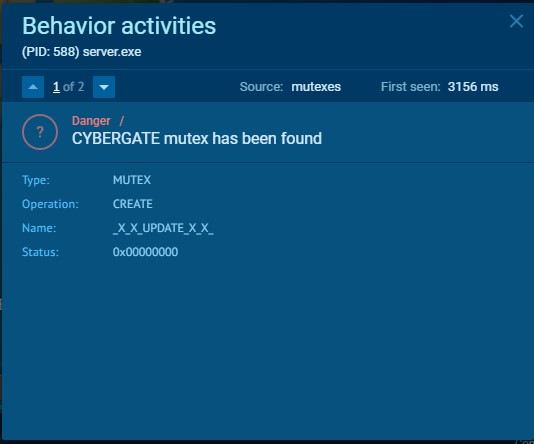 Behavior activities
(PID: 588) server.exe
1 of 2 Source: mutexes First seen: 3156 ms
?
Danger /
CYBERGATE mutex has been found
Type: MUTEX
Operation: CREATE
Name: _X_X_UPDATE_X_X_
Status: 0x00000000